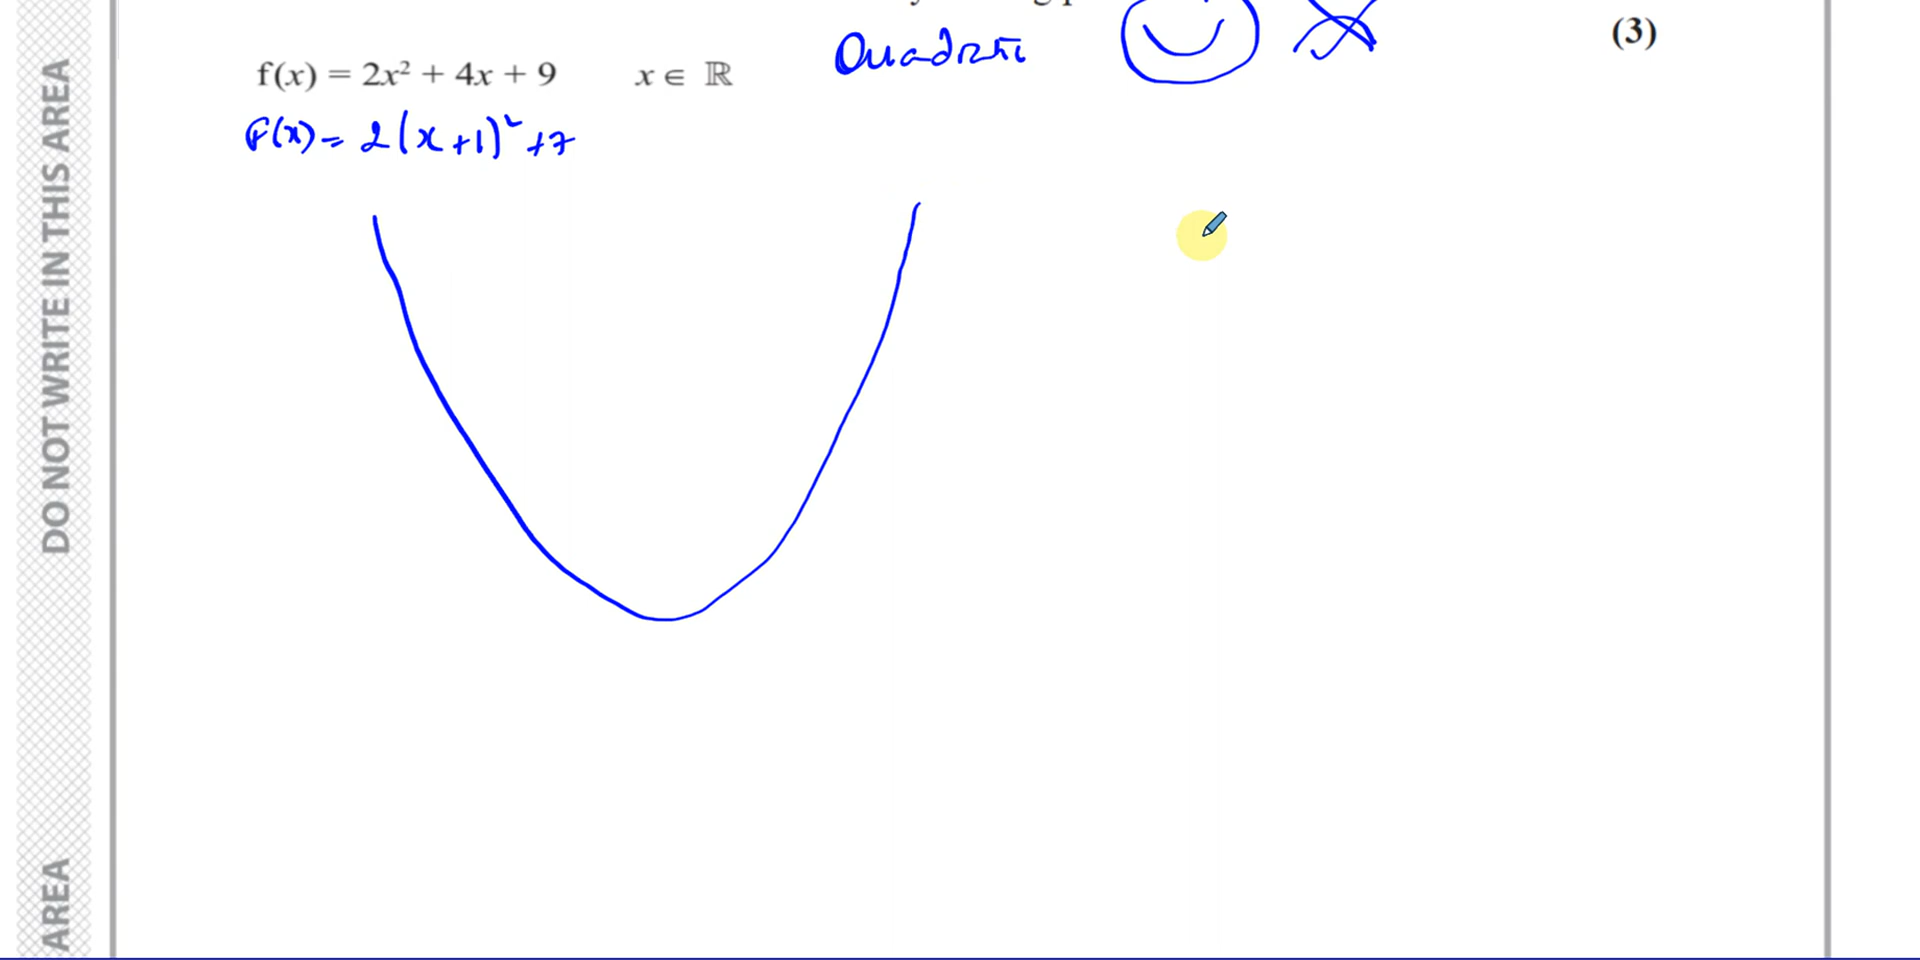 (3)
f(x) = 2x² + 4x + 9 x ∈ ℝ
F(x) = 2(x+1)² +7
DO NOT WRITE IN THIS AREA
AREA